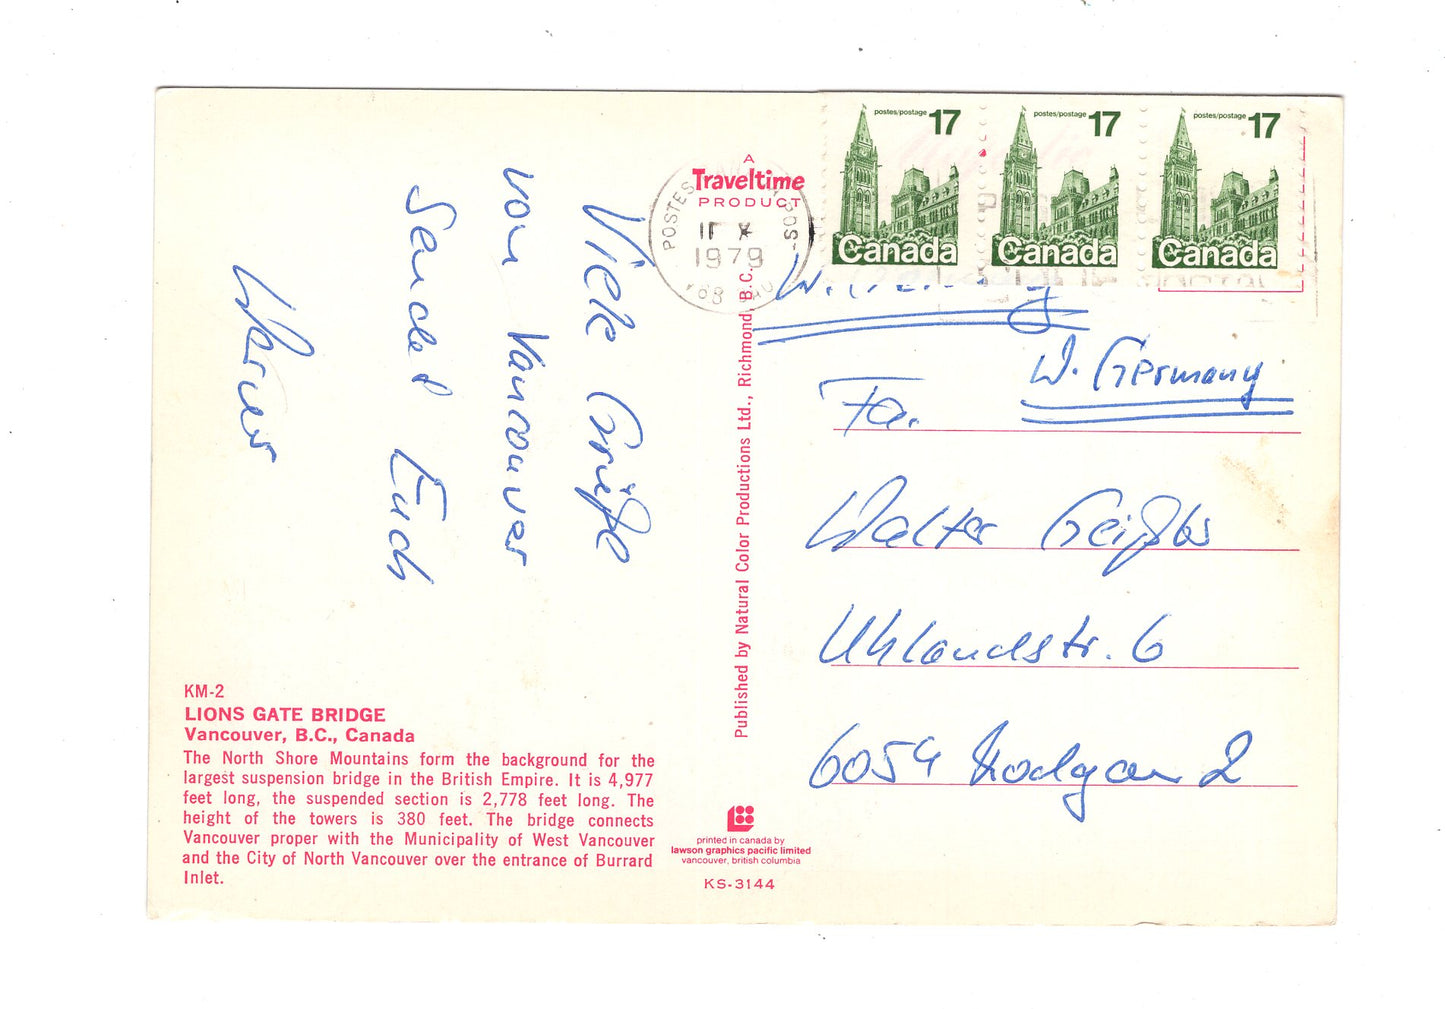 Viele Grüße
von Vancouver
Sendet Euch
A
Traveltime
PRODUCT
1979
postes/postage 17
Canada
postes/postage 17
Canada
postes/postage 17
Canada
W. Germany
W. Germany
Fa.
Walter Geißler
Uhlandstr. 6
6054 Rodgau 2
Published by Natural Color Productions Ltd., Richmond, B.C.
KM-2
LIONS GATE BRIDGE
Vancouver, B.C., Canada
The North Shore Mountains form the background for the
largest suspension bridge in the British Empire. It is 4,977
feet long, the suspended section is 2,778 feet long. The
height of the towers is 380 feet. The bridge connects
Vancouver proper with the Municipality of West Vancouver
and the City of North Vancouver over the entrance of Burrard
Inlet.
printed in canada by
lawson graphics pacific limited
vancouver, british columbia
KS-3144